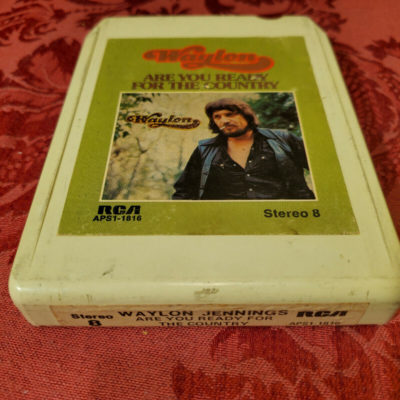 Waylon
ARE YOU READY
FOR THE COUNTRY
Waylon
RCA
APS1-1816
Stereo 8
Stereo
8
WAYLON JENNINGS
ARE YOU READY FOR
THE COUNTRY
RCA
APS1-1816